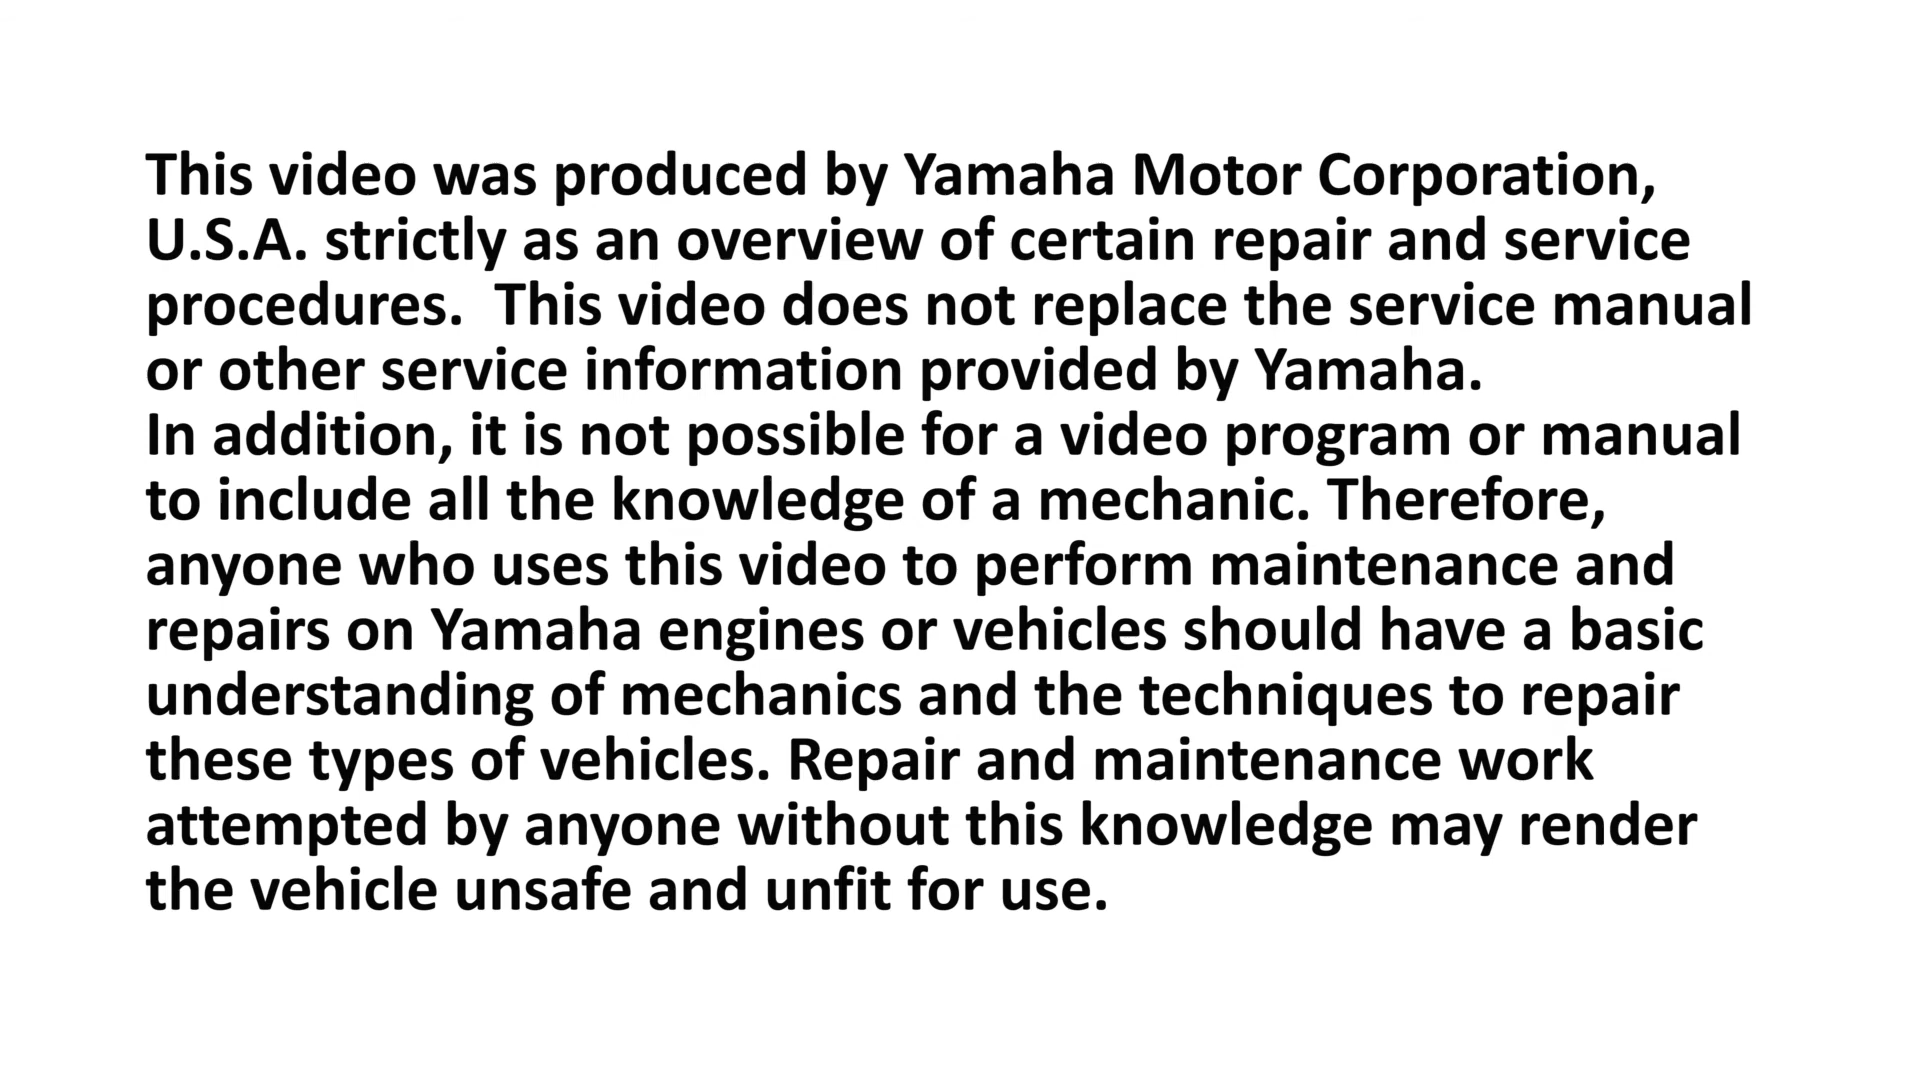 This video was produced by Yamaha Motor Corporation,
U.S.A. strictly as an overview of certain repair and service
procedures.  This video does not replace the service manual
or other service information provided by Yamaha.
In addition, it is not possible for a video program or manual
to include all the knowledge of a mechanic. Therefore,
anyone who uses this video to perform maintenance and
repairs on Yamaha engines or vehicles should have a basic
understanding of mechanics and the techniques to repair
these types of vehicles. Repair and maintenance work
attempted by anyone without this knowledge may render
the vehicle unsafe and unfit for use.